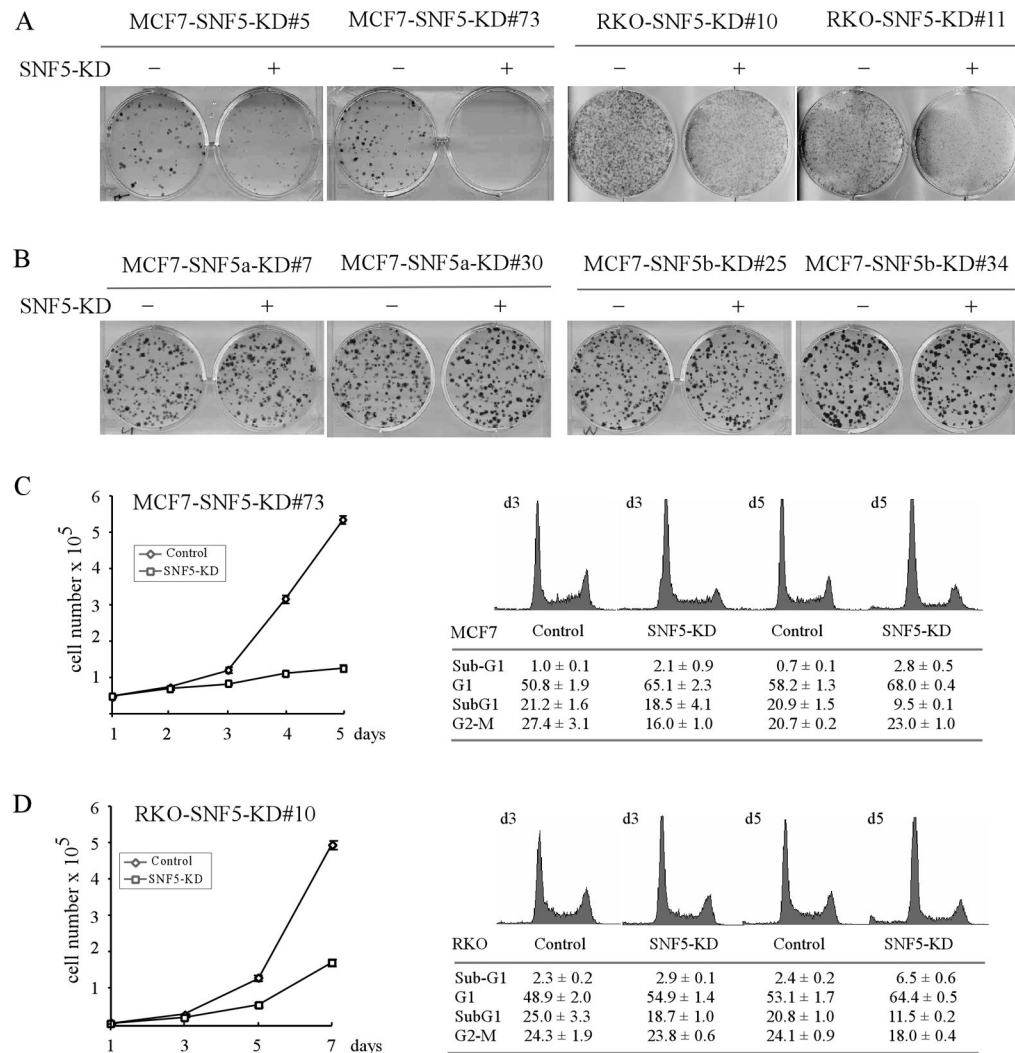 A
MCF7-SNF5-KD#5 MCF7-SNF5-KD#73 RKO-SNF5-KD#10 RKO-SNF5-KD#11
SNF5-KD − + − + − + − +
B
MCF7-SNF5a-KD#7 MCF7-SNF5a-KD#30 MCF7-SNF5b-KD#25 MCF7-SNF5b-KD#34
SNF5-KD − + − + − + − +
C
MCF7-SNF5-KD#73
cell number x 10^5
6
5
4
3
2
1
Control
SNF5-KD
1 2 3 4 5 days
d3 d3 d5 d5
MCF7 Control SNF5-KD Control SNF5-KD
Sub-G1 1.0 ± 0.1 2.1 ± 0.9 0.7 ± 0.1 2.8 ± 0.5
G1 50.8 ± 1.9 65.1 ± 2.3 58.2 ± 1.3 68.0 ± 0.4
SubG1 21.2 ± 1.6 18.5 ± 4.1 20.9 ± 1.5 9.5 ± 0.1
G2-M 27.4 ± 3.1 16.0 ± 1.0 20.7 ± 0.2 23.0 ± 1.0
D
RKO-SNF5-KD#10
cell number x 10^5
6
5
4
3
2
1
Control
SNF5-KD
1 3 5 7 days
d3 d3 d5 d5
RKO Control SNF5-KD Control SNF5-KD
Sub-G1 2.3 ± 0.2 2.9 ± 0.1 2.4 ± 0.2 6.5 ± 0.6
G1 48.9 ± 2.0 54.9 ± 1.4 53.1 ± 1.7 64.4 ± 0.5
SubG1 25.0 ± 3.3 18.7 ± 1.0 20.8 ± 1.0 11.5 ± 0.2
G2-M 24.3 ± 1.9 23.8 ± 0.6 24.1 ± 0.9 18.0 ± 0.4